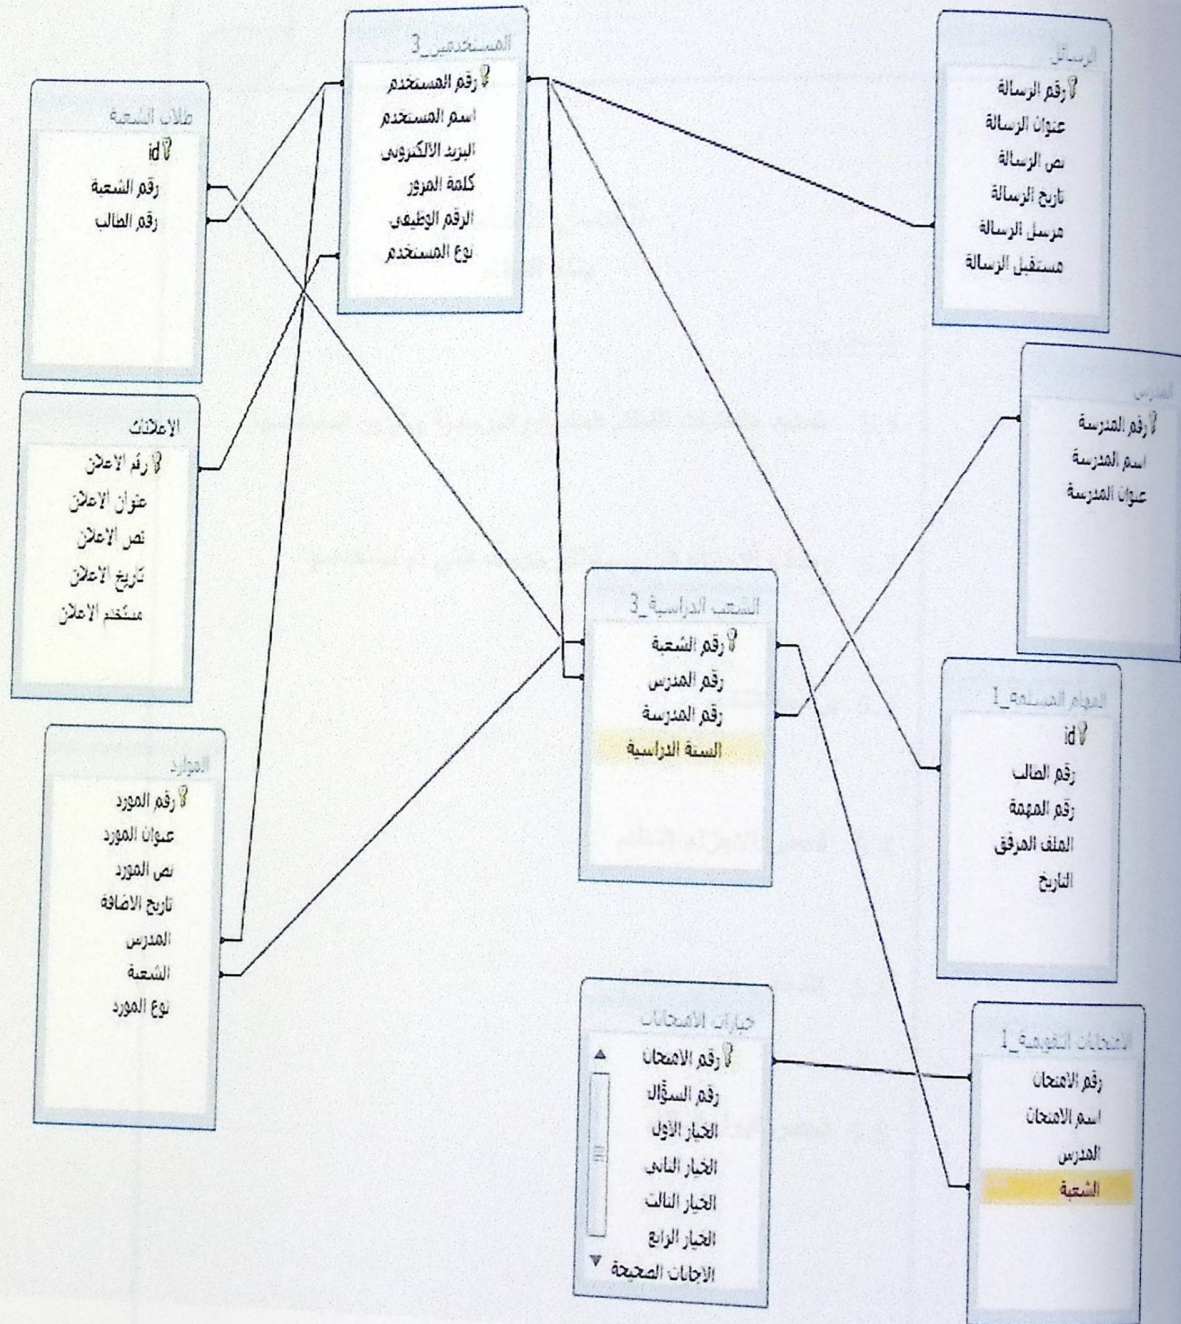 المستخدمين_3
رقم المستخدم
اسم المستخدم
البريد الالكتروني
كلمة المرور
الرقم الوظيفي
نوع المستخدم
الرسائل
رقم الرسالة
عنوان الرسالة
نص الرسالة
تاريخ الرسالة
مرسل الرسالة
مستقبل الرسالة
طلاب الشعبة
id
رقم الشعبة
رقم الطالب
المدرس
رقم المدرسة
اسم المدرسة
عنوان المدرسة
الاعلانات
رقم الاعلان
عنوان الاعلان
نص الاعلان
تاريخ الاعلان
مستخدم الاعلان
الشعب الدراسية_3
رقم الشعبة
رقم المدرس
رقم المدرسة
السنة الدراسية
المهام المسلمة_1
id
رقم الطالب
رقم المهمة
الملف المرفق
التاريخ
الموارد
رقم المورد
عنوان المورد
نص المورد
تاريخ الاضافة
المدرس
الشعبة
نوع المورد
خيارات الامتحانات
رقم الامتحان
رقم السؤال
الخيار الأول
الخيار الثاني
الخيار الثالث
الخيار الرابع
الاجابات الصحيحة
الامتحانات التقويمية_1
رقم الامتحان
اسم الامتحان
المدرس
الشعبة